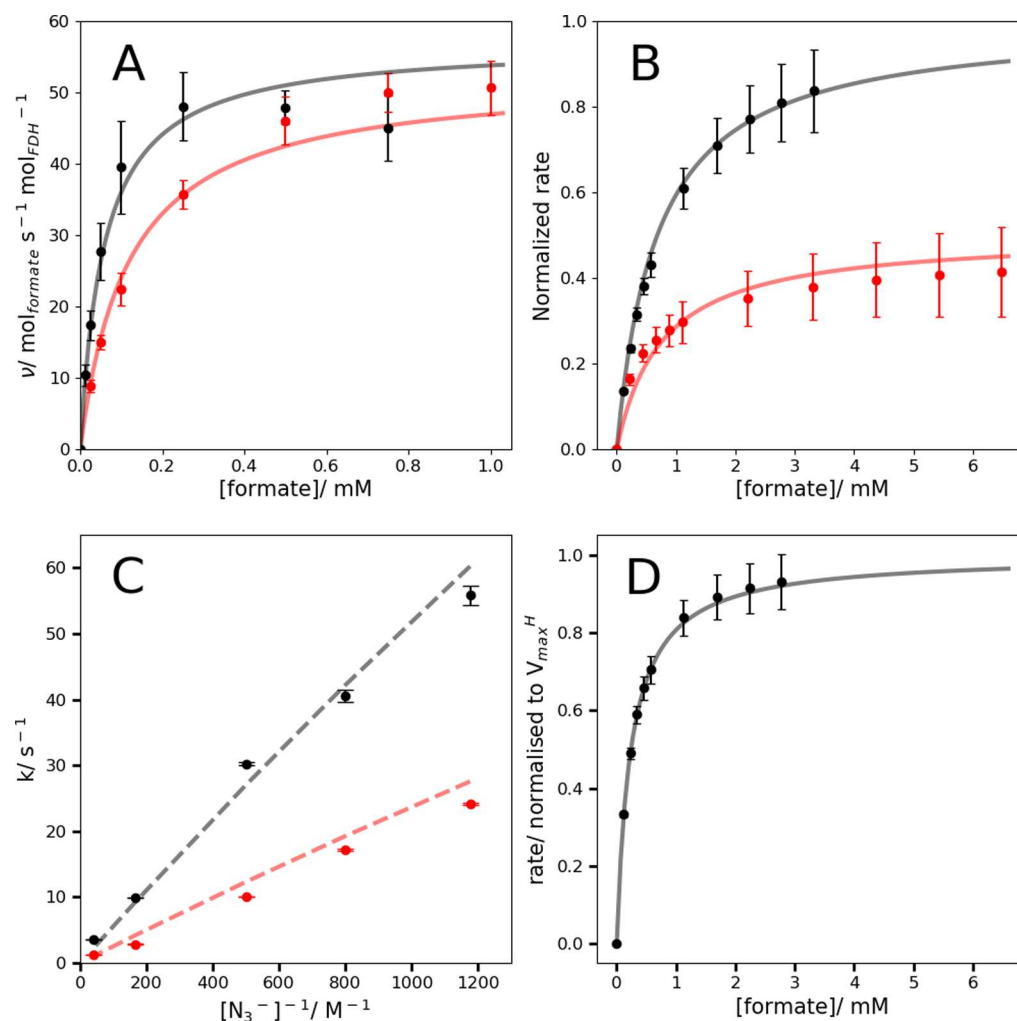 A
60
50
40
30
20
10
0
ν/ mol_formate s⁻¹ mol_FDH⁻¹
0.0 0.2 0.4 0.6 0.8 1.0
[formate]/ mM
B
1.0
0.8
0.6
0.4
0.2
0.0
Normalized rate
0 1 2 3 4 5 6
[formate]/ mM
C
60
50
40
30
20
10
0
k/ s⁻¹
0 200 400 600 800 1000 1200
[N₃⁻]⁻¹/ M⁻¹
D
1.0
0.8
0.6
0.4
0.2
0.0
rate/ normalised to V_max^H
0 1 2 3 4 5 6
[formate]/ mM